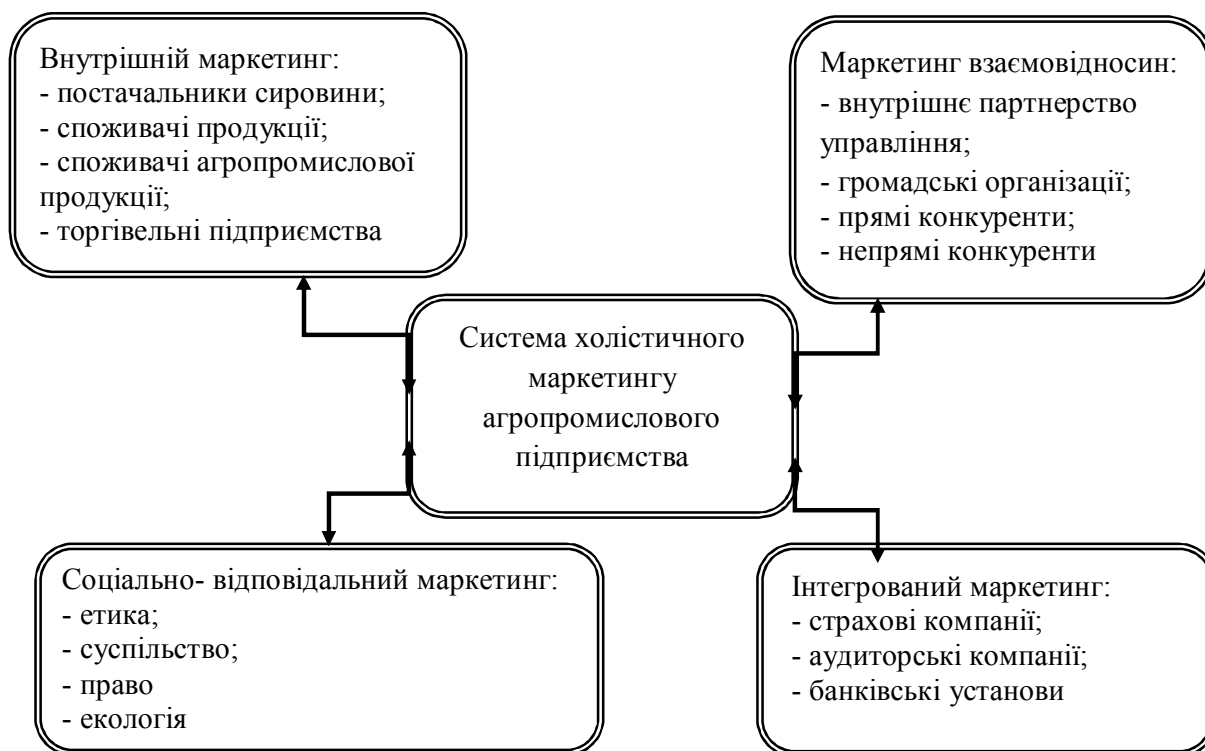 Внутрішній маркетинг:
- постачальники сировини;
- споживачі продукції;
- споживачі агропромислової
продукції;
- торгівельні підприємства
Маркетинг взаємовідносин:
- внутрішнє партнерство
управління;
- громадські організації;
- прямі конкуренти;
- непрямі конкуренти
Система холістичного
маркетингу
агропромислового
підприємства
Соціально- відповідальний маркетинг:
- етика;
- суспільство;
- право
- екологія
Інтегрований маркетинг:
- страхові компанії;
- аудиторські компанії;
- банківські установи